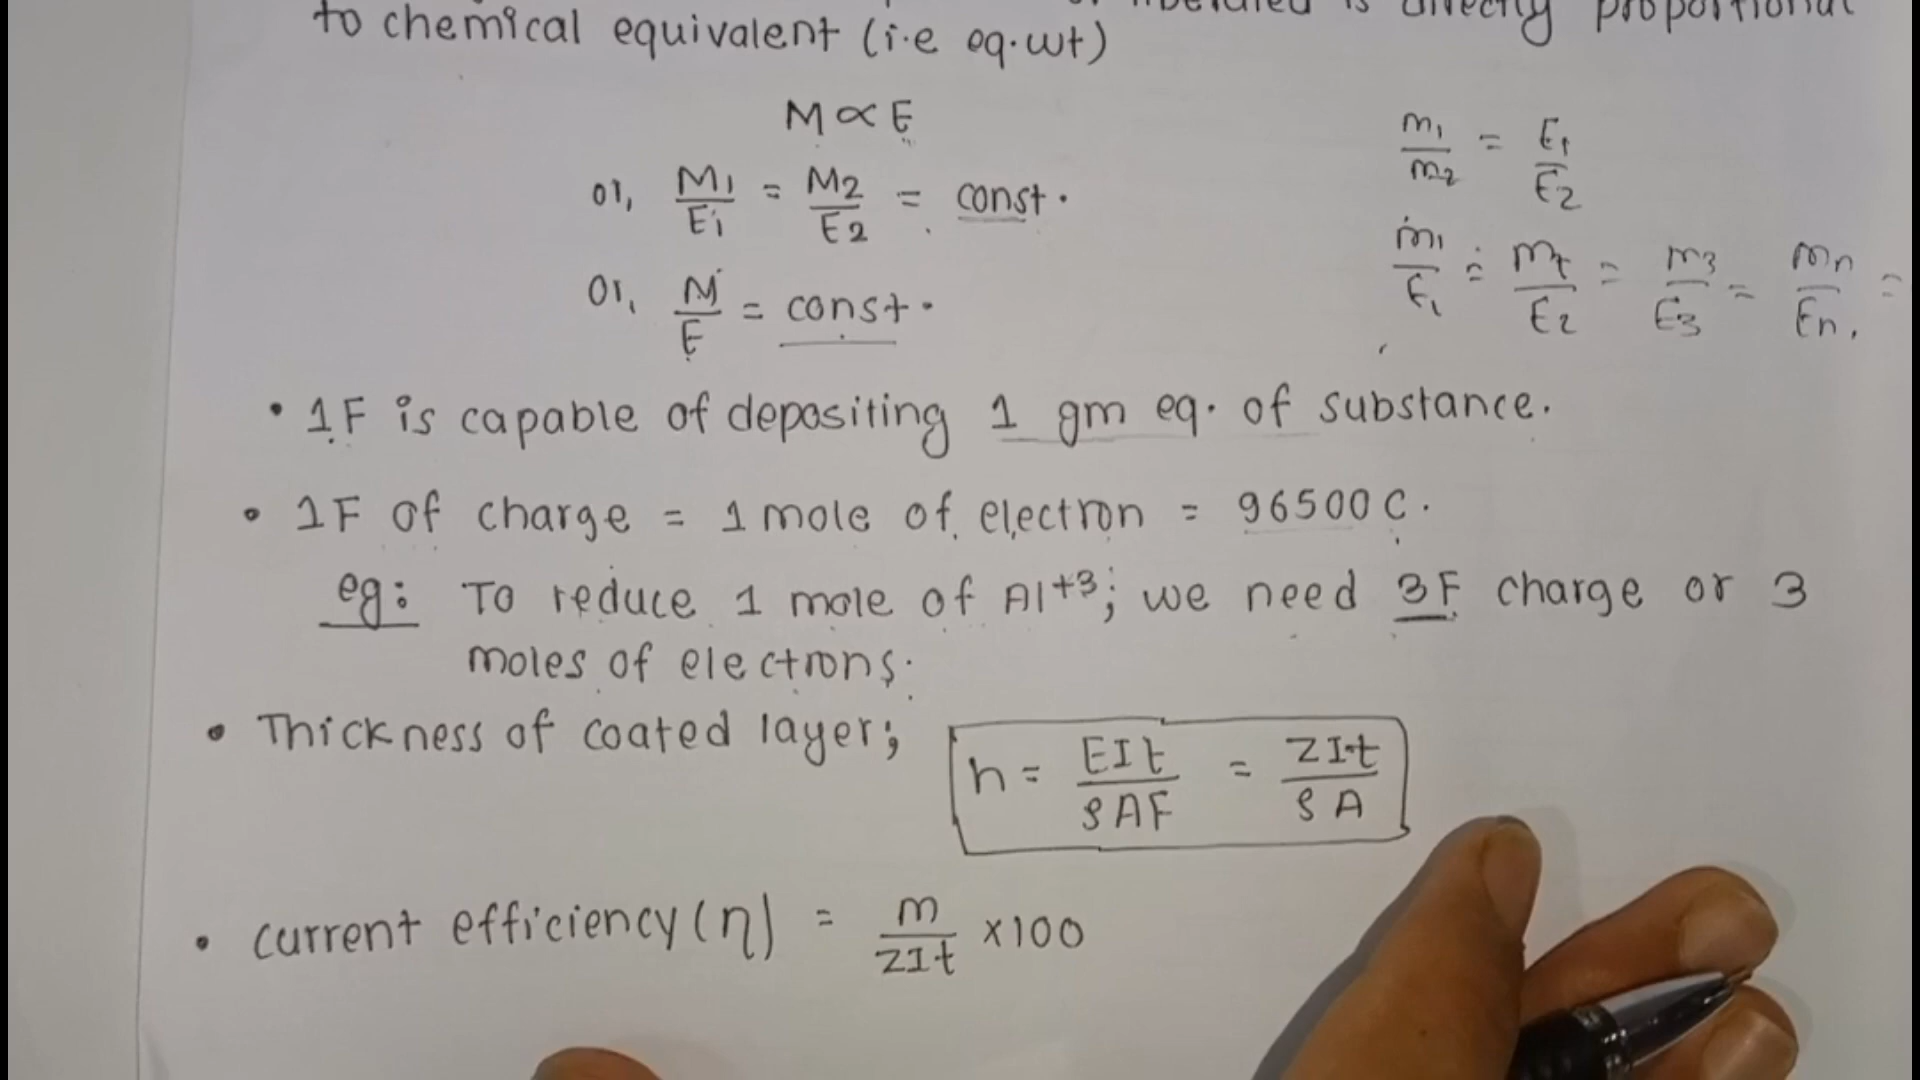 is directly proportional
to chemical equivalent (i.e eq.wt)
M ∝ E
or, M1/E1 = M2/E2 = const.
or, M/E = const.
m1/m2 = E1/E2
m1/E1 = m2/E2 = m3/E3 = mn/En =
• 1F is capable of depositing 1 gm eq. of substance.
• 1F of charge = 1 mole of electron = 96500 C.
eg: To reduce 1 mole of Al+3; we need 3F charge or 3
moles of electrons.
• Thickness of coated layer; h = EIt/ρAF = ZIt/ρA
• current efficiency (η) = m/ZIt ×100